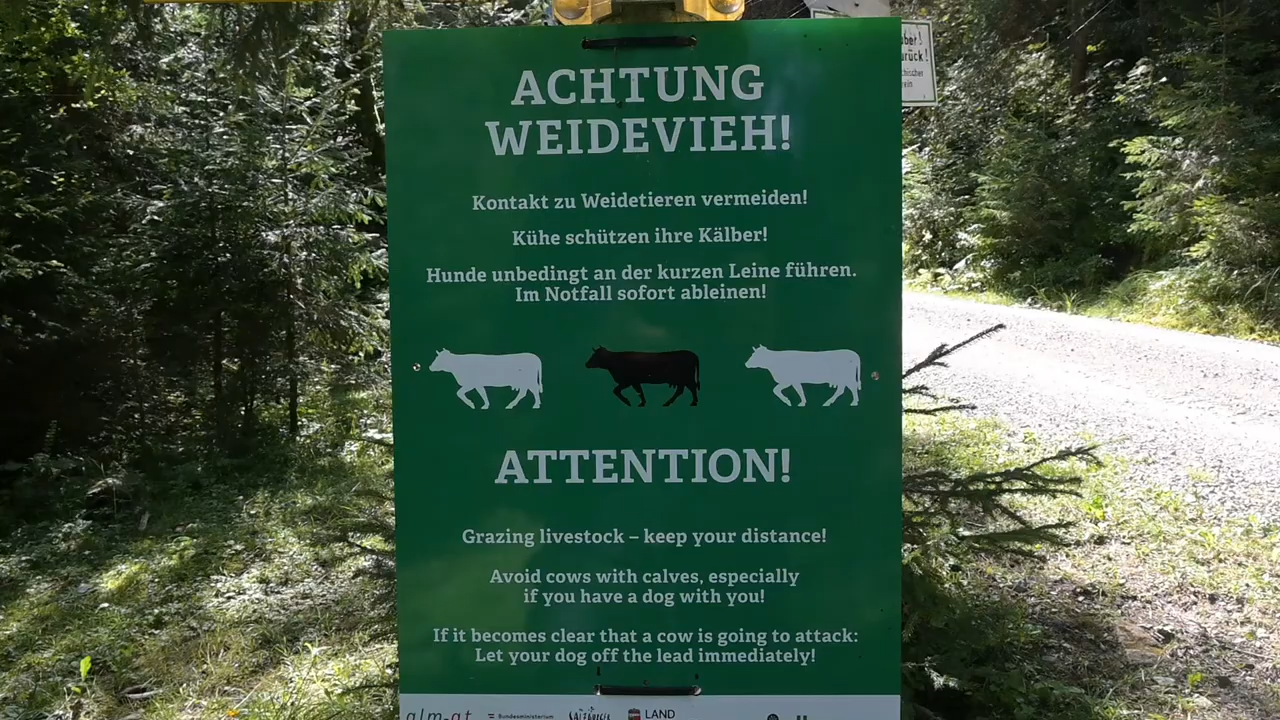 ACHTUNG
WEIDEVIEH!
Kontakt zu Weidetieren vermeiden!
Kühe schützen ihre Kälber!
Hunde unbedingt an der kurzen Leine führen.
Im Notfall sofort ableinen!
ATTENTION!
Grazing livestock – keep your distance!
Avoid cows with calves, especially
if you have a dog with you!
If it becomes clear that a cow is going to attack:
Let your dog off the lead immediately!
Bundesministerium
LAND